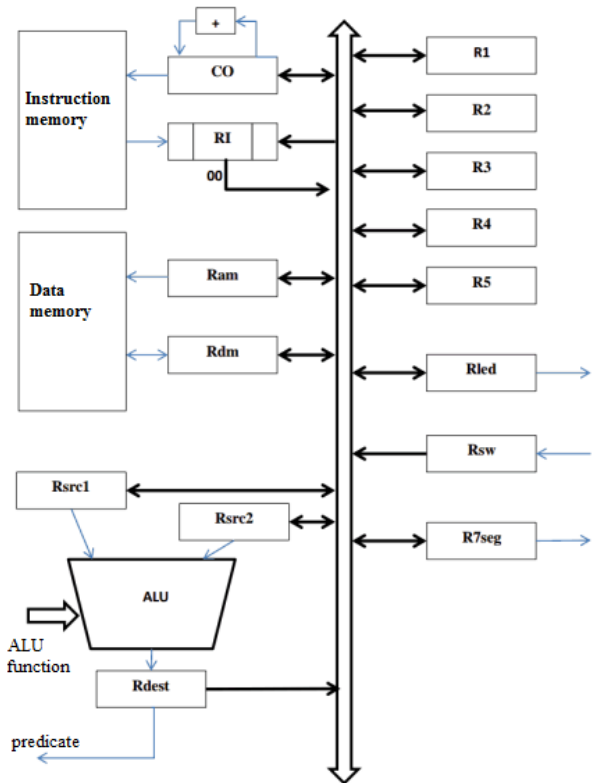 +
CO
Instruction
memory
RI
00
Ram
Data
memory
Rdm
Rsrc1
Rsrc2
ALU
ALU
function
Rdest
predicate
R1
R2
R3
R4
R5
Rled
Rsw
R7seg